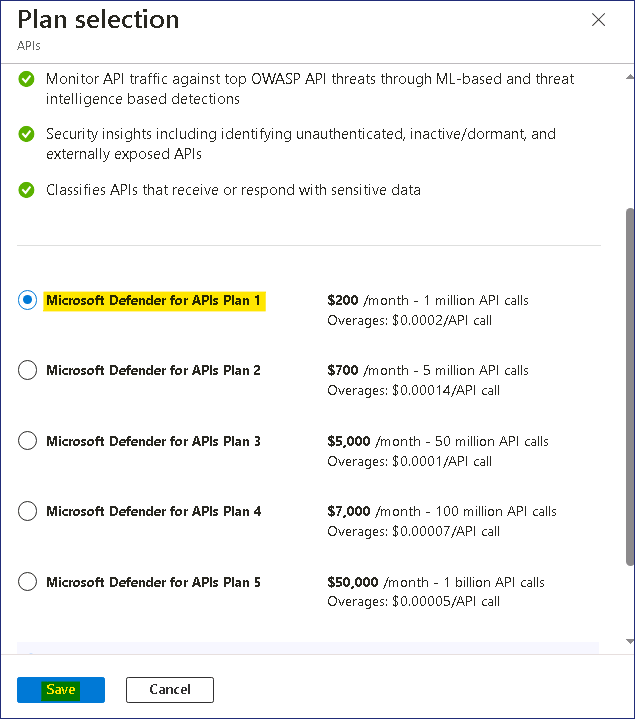 Plan selection
APIs
Monitor API traffic against top OWASP API threats through ML-based and threat
intelligence based detections
Security insights including identifying unauthenticated, inactive/dormant, and
externally exposed APIs
Classifies APIs that receive or respond with sensitive data
Microsoft Defender for APIs Plan 1
$200 /month - 1 million API calls
Overages: $0.0002/API call
Microsoft Defender for APIs Plan 2
$700 /month - 5 million API calls
Overages: $0.00014/API call
Microsoft Defender for APIs Plan 3
$5,000 /month - 50 million API calls
Overages: $0.0001/API call
Microsoft Defender for APIs Plan 4
$7,000 /month - 100 million API calls
Overages: $0.00007/API call
Microsoft Defender for APIs Plan 5
$50,000 /month - 1 billion API calls
Overages: $0.00005/API call
Save
Cancel